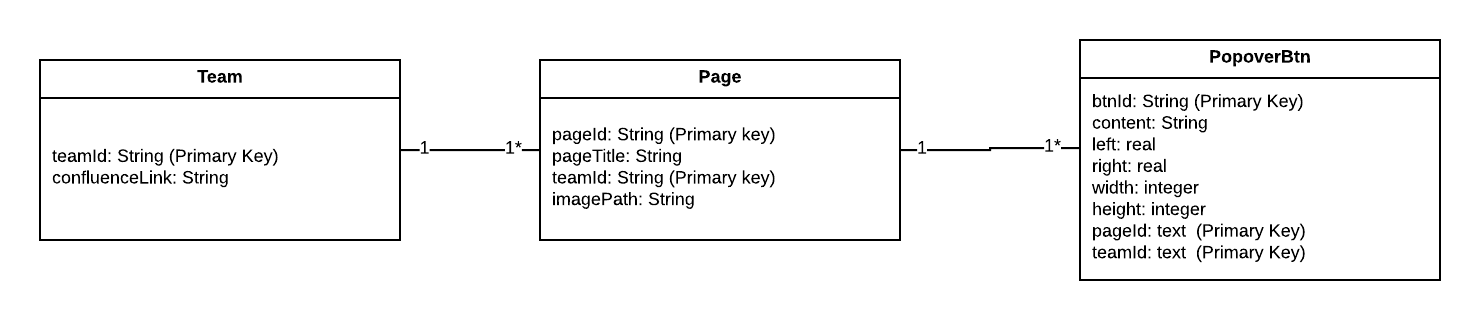 Team
teamId: String (Primary Key)
confluenceLink: String
1
1*
Page
pageId: String (Primary key)
pageTitle: String
teamId: String (Primary key)
imagePath: String
1
1*
PopoverBtn
btnId: String (Primary Key)
content: String
left: real
right: real
width: integer
height: integer
pageId: text  (Primary Key)
teamId: text  (Primary Key)